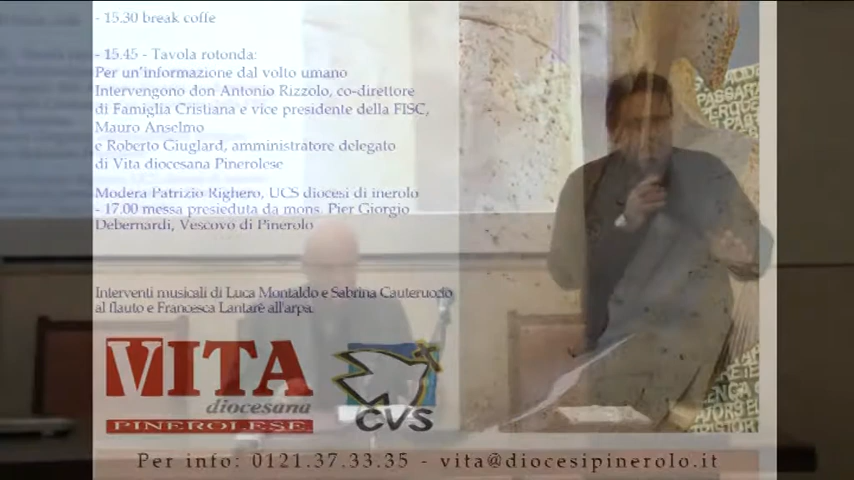 - 15.30 break coffe
- 15.45 - Tavola rotonda:
Per un'informazione dal volto umano
Intervengono don Antonio Rizzolo, co-direttore
di Famiglia Cristiana e vice presidente della FISC,
Mauro Anselmo
e Roberto Giuglard, amministratore delegato
di Vita diocesana Pinerolese
Modera Patrizio Righero, UCS diocesi di inerolo
- 17.00 messa presieduta da mons. Pier Giorgio
Debernardi, Vescovo di Pinerolo
Interventi musicali di Luca Montaldo e Sabrina Cauteruccio
al flauto e Francesca Lantarè all'arpa.
VITA
diocesana
PINEROLESE
CVS
Per info: 0121.37.33.35 - vita@diocesipinerolo.it